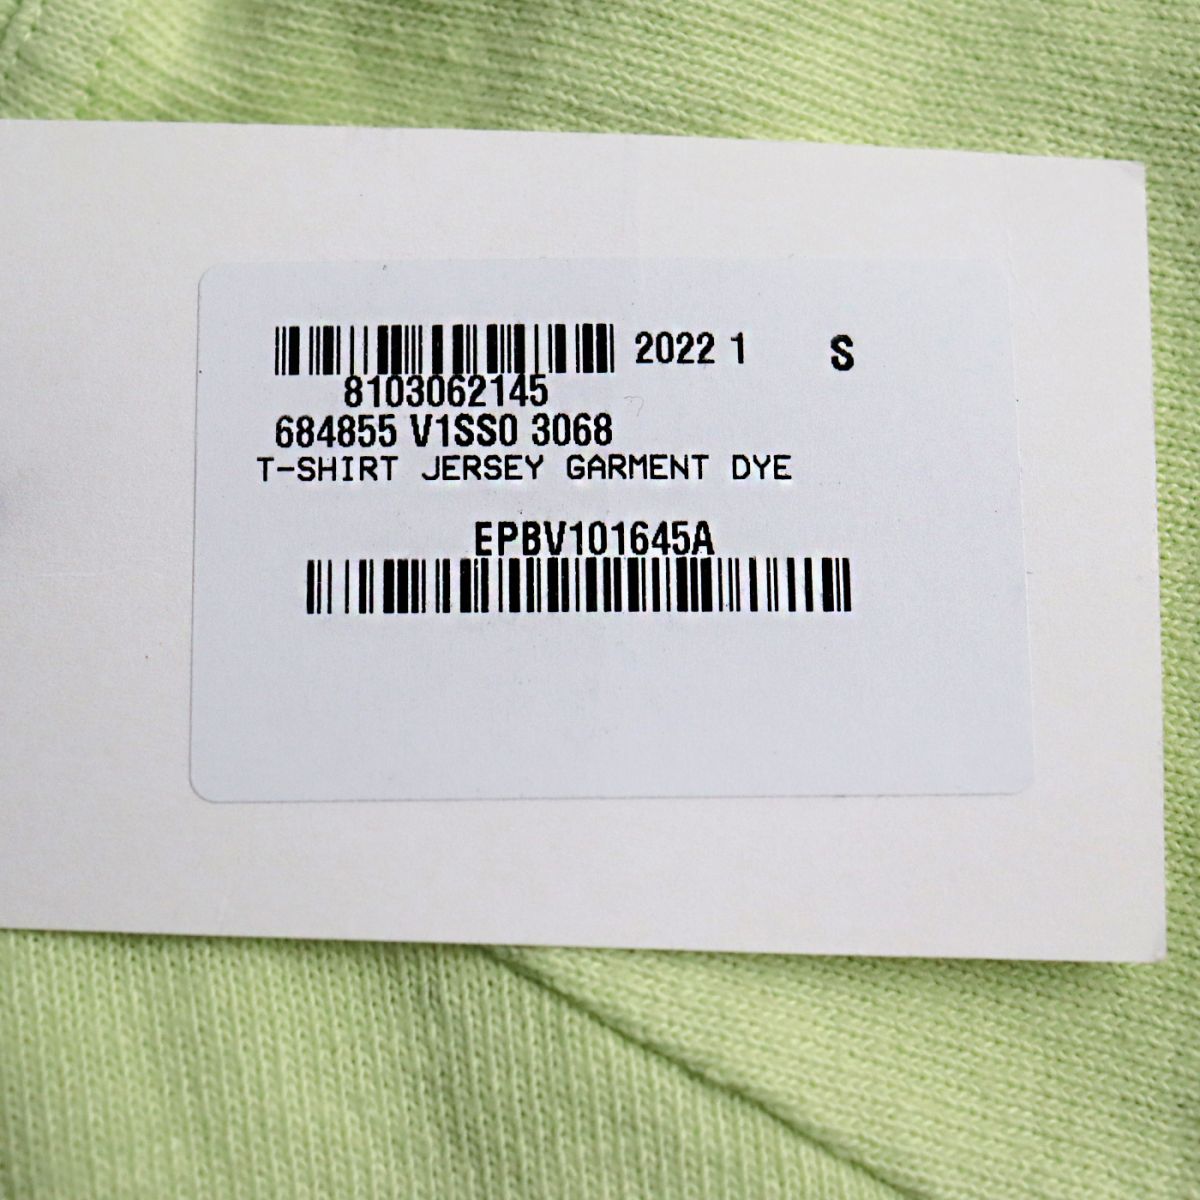 2022 1 S
8103062145
684855 V1SS0 3068
T-SHIRT JERSEY GARMENT DYE
EPBV101645A